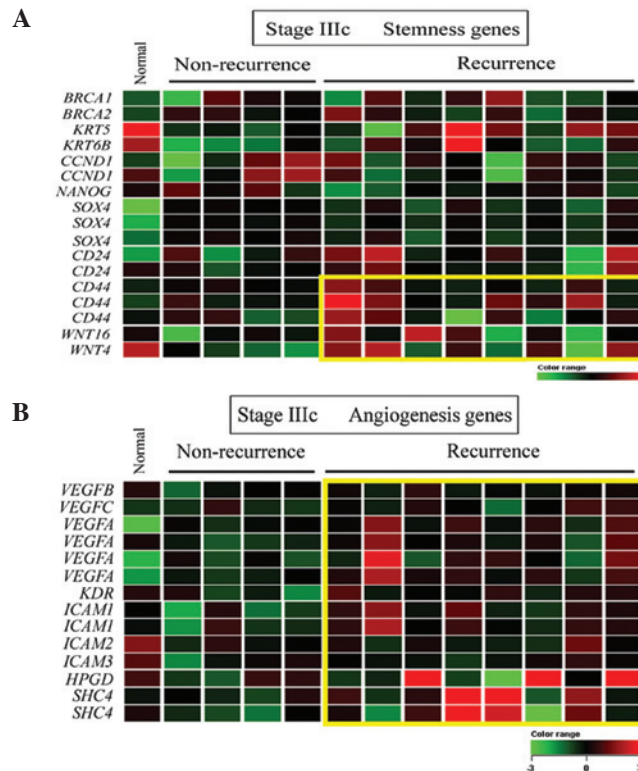 A
Stage IIIc Stemness genes
Normal
Non-recurrence
Recurrence
BRCA1
BRCA2
KRT5
KRT6B
CCND1
CCND1
NANOG
SOX4
SOX4
SOX4
CD24
CD24
CD44
CD44
CD44
WNT16
WNT4
Color range
B
Stage IIIc Angiogenesis genes
Normal
Non-recurrence
Recurrence
VEGFB
VEGFC
VEGFA
VEGFA
VEGFA
VEGFA
KDR
ICAM1
ICAM1
ICAM2
ICAM3
HPGD
SHC4
SHC4
Color range
-3 0